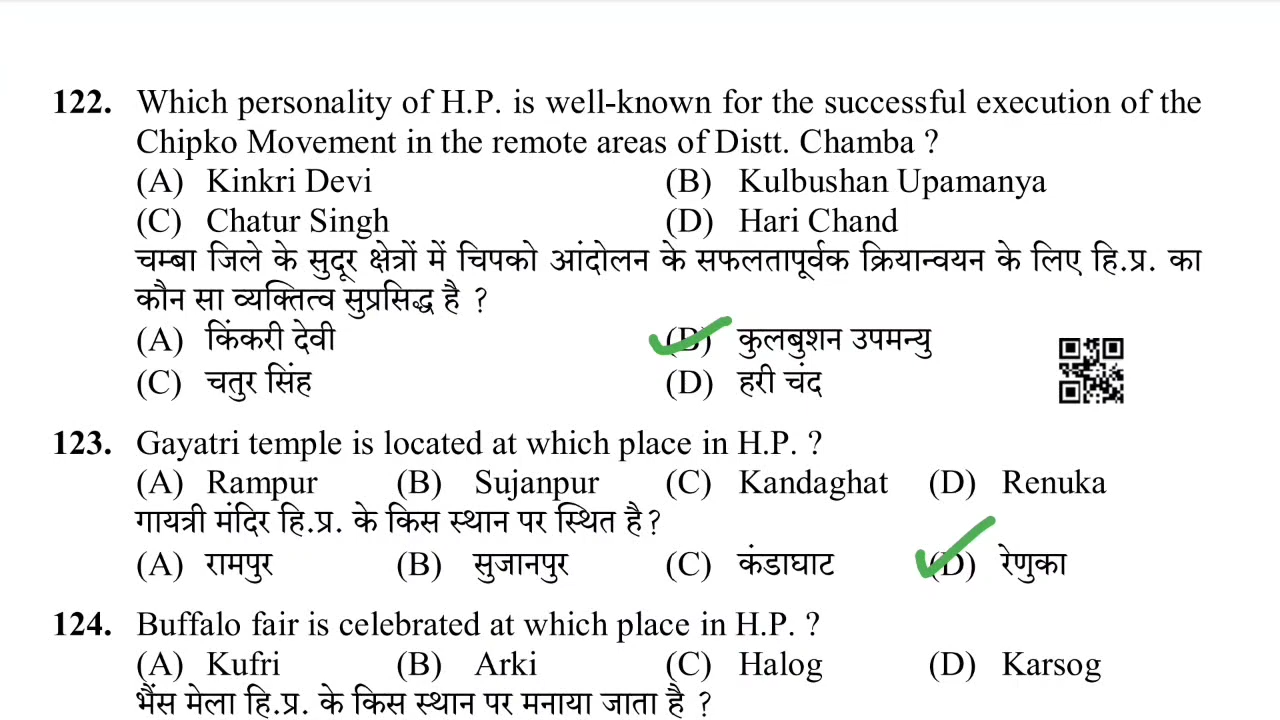 122. Which personality of H.P. is well-known for the successful execution of the
Chipko Movement in the remote areas of Distt. Chamba ?
(A) Kinkri Devi (B) Kulbushan Upamanya
(C) Chatur Singh (D) Hari Chand
चम्बा जिले के सुदूर क्षेत्रों में चिपको आंदोलन के सफलतापूर्वक क्रियान्वयन के लिए हि.प्र. का
कौन सा व्यक्तित्व सुप्रसिद्ध है ?
(A) किंकरी देवी (B) कुलबुशन उपमन्यु
(C) चतुर सिंह (D) हरी चंद
123. Gayatri temple is located at which place in H.P. ?
(A) Rampur (B) Sujanpur (C) Kandaghat (D) Renuka
गायत्री मंदिर हि.प्र. के किस स्थान पर स्थित है?
(A) रामपुर (B) सुजानपुर (C) कंडाघाट (D) रेणुका
124. Buffalo fair is celebrated at which place in H.P. ?
(A) Kufri (B) Arki (C) Halog (D) Karsog
भैंस मेला हि.प्र. के किस स्थान पर मनाया जाता है ?